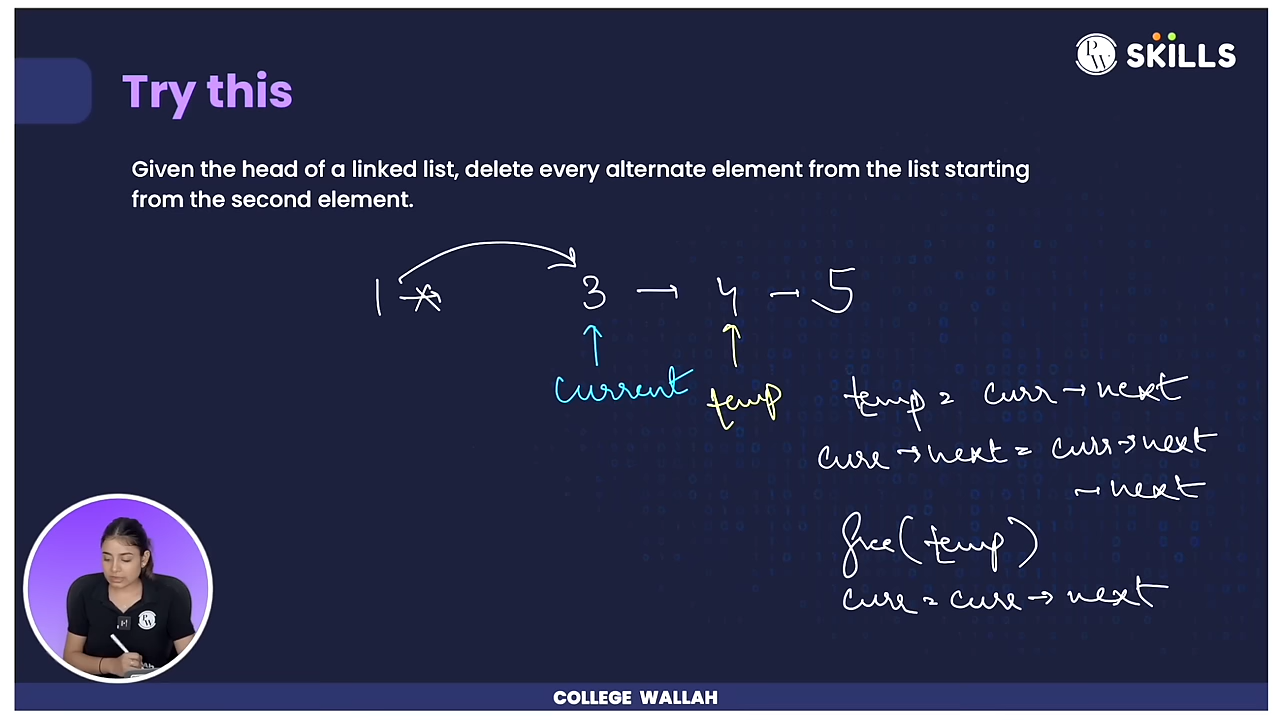 PW SKILLS
Try this
Given the head of a linked list, delete every alternate element from the list starting
from the second element.
1 → 3 → 4 – 5
current
temp
temp = curr → next
curr → next = curr → next
→ next
free(temp)
curr = curr → next
PW
COLLEGE WALLAH